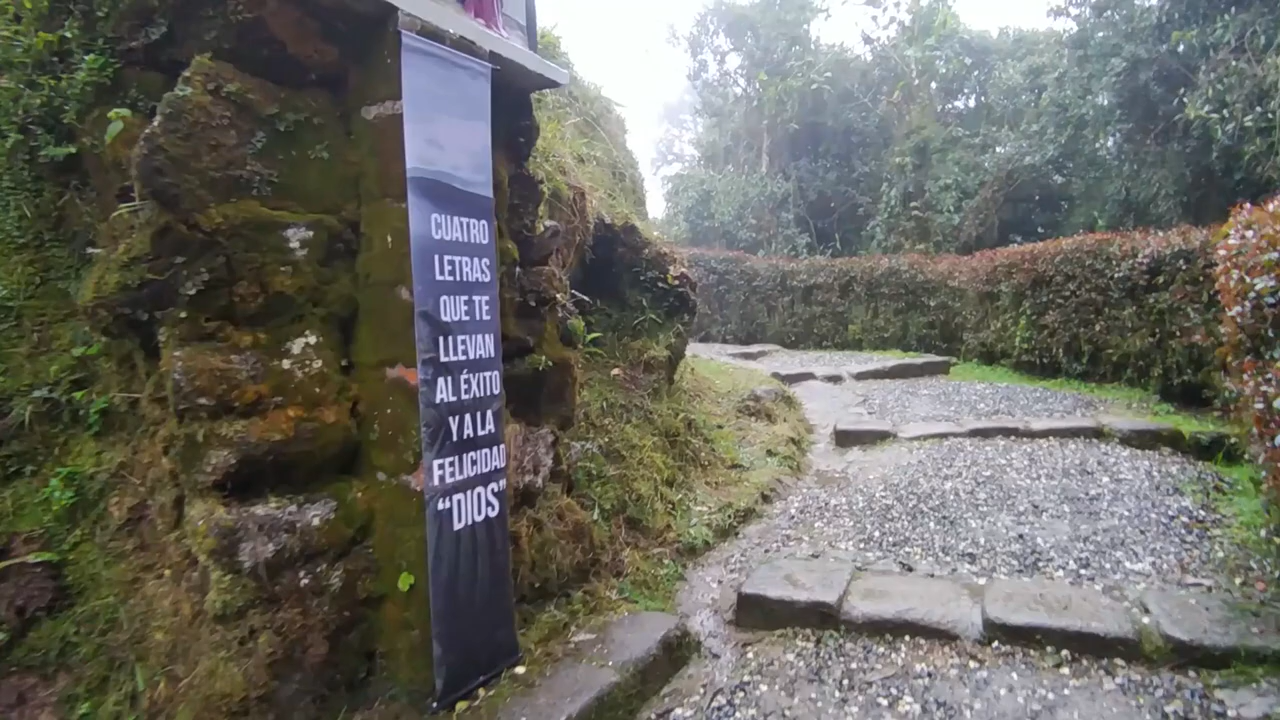 CUATRO
LETRAS
QUE TE
LLEVAN
AL ÉXITO
Y A LA
FELICIDAD
“DIOS”